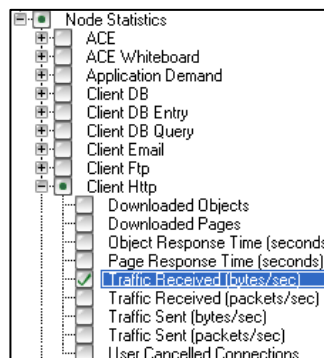 Node Statistics
ACE
ACE Whiteboard
Application Demand
Client DB
Client DB Entry
Client DB Query
Client Email
Client Ftp
Client Http
Downloaded Objects
Downloaded Pages
Object Response Time (seconds
Page Response Time (seconds)
Traffic Received (bytes/sec)
Traffic Received (packets/sec)
Traffic Sent (bytes/sec)
Traffic Sent (packets/sec)
User Cancelled Connections